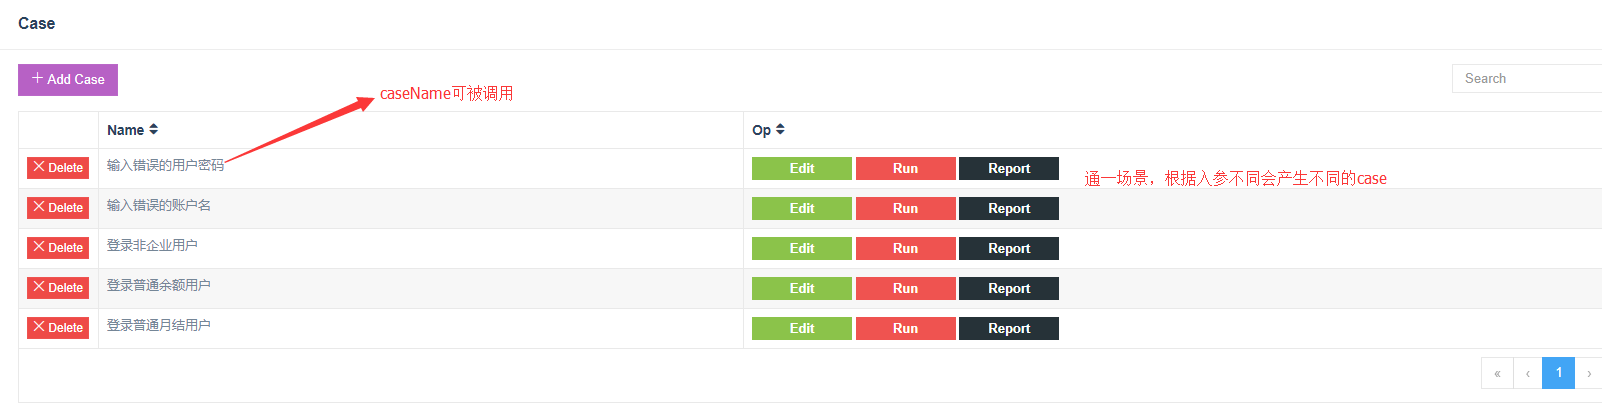 Case
Add Case
Search
caseName可被调用
Name
Op
Delete
输入错误的用户密码
Edit
Run
Report
通一场景，根据入参不同会产生不同的case
Delete
输入错误的账户名
Edit
Run
Report
Delete
登录非企业用户
Edit
Run
Report
Delete
登录普通余额用户
Edit
Run
Report
Delete
登录普通月结用户
Edit
Run
Report
« ‹ 1 ›